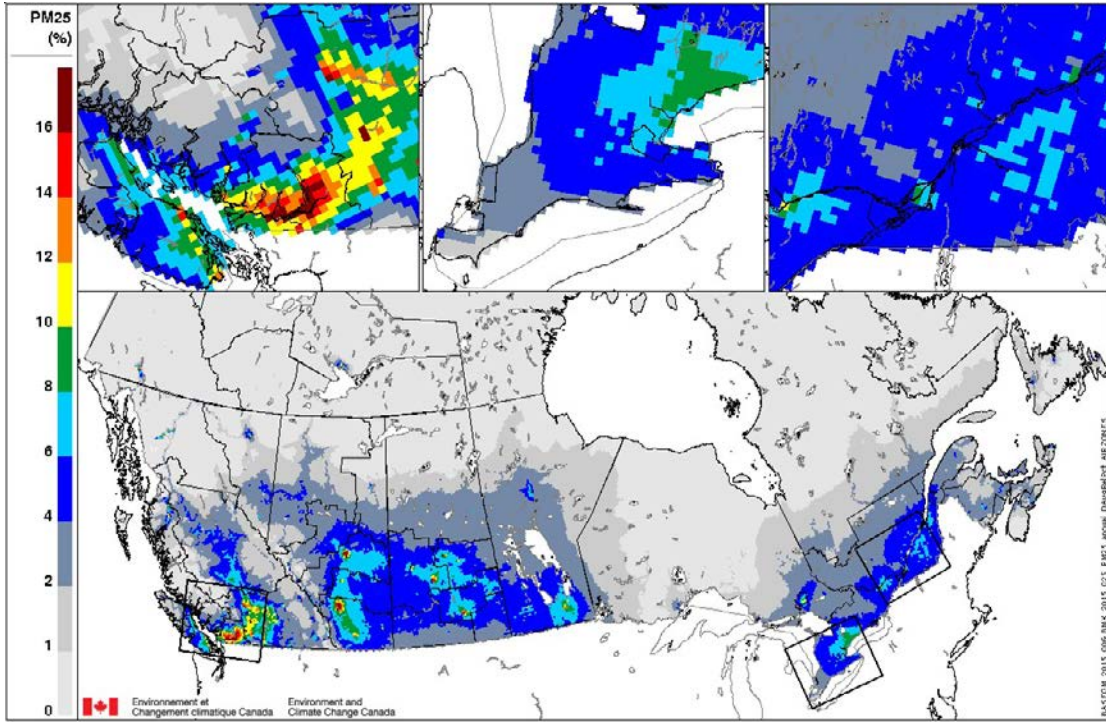 PM25
(%)
16
14
12
10
8
6
4
2
1
0
Environnement et
Changement climatique Canada
Environment and
Climate Change Canada